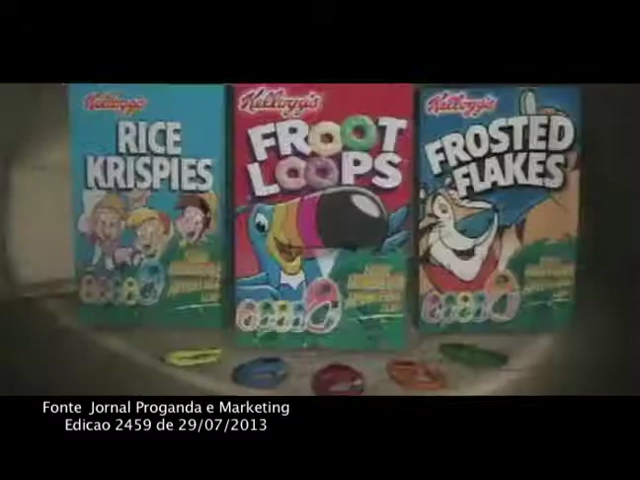 Kellogg's
RICE
KRISPIES
Kellogg's
FROOT
LOOPS
Kellogg's
FROSTED
FLAKES
Fonte Jornal Proganda e Marketing
Edicao 2459 de 29/07/2013